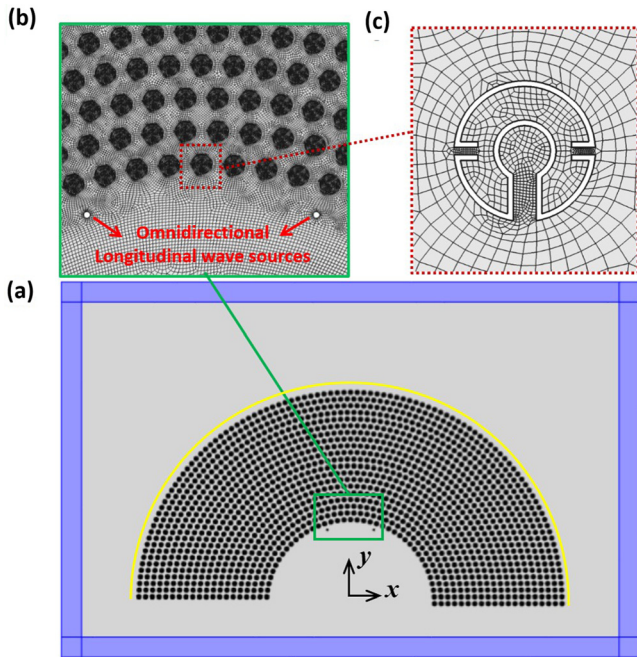 (b)
(c)
Omnidirectional
Longitudinal wave sources
(a)
y
x